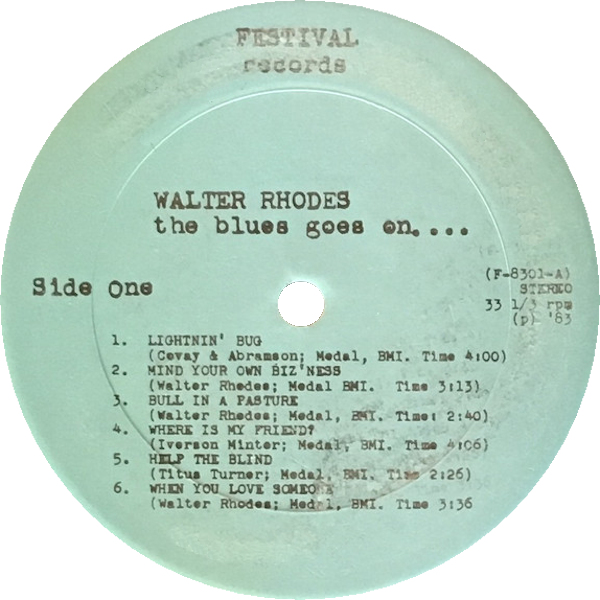 FESTIVAL
records
WALTER RHODES
the blues goes on....
Side One
(F-8301-A)
STEREO
33 1/3 rpm
(p) '83
1. LIGHTNIN' BUG
(Covay & Abramson; Medal, BMI. Time 4:00)
2. MIND YOUR OWN BIZ'NESS
(Walter Rhodes; Medal BMI. Time 3:13)
3. BULL IN A PASTURE
(Walter Rhodes; Medal, BMI. Time: 2:40)
4. WHERE IS MY FRIEND?
(Iverson Minter; Medal, BMI. Time 4:06)
5. HELP THE BLIND
(Titus Turner; Medal, BMI. Time 2:26)
6. WHEN YOU LOVE SOMEONE
(Walter Rhodes; Medal, BMI. Time 3:36